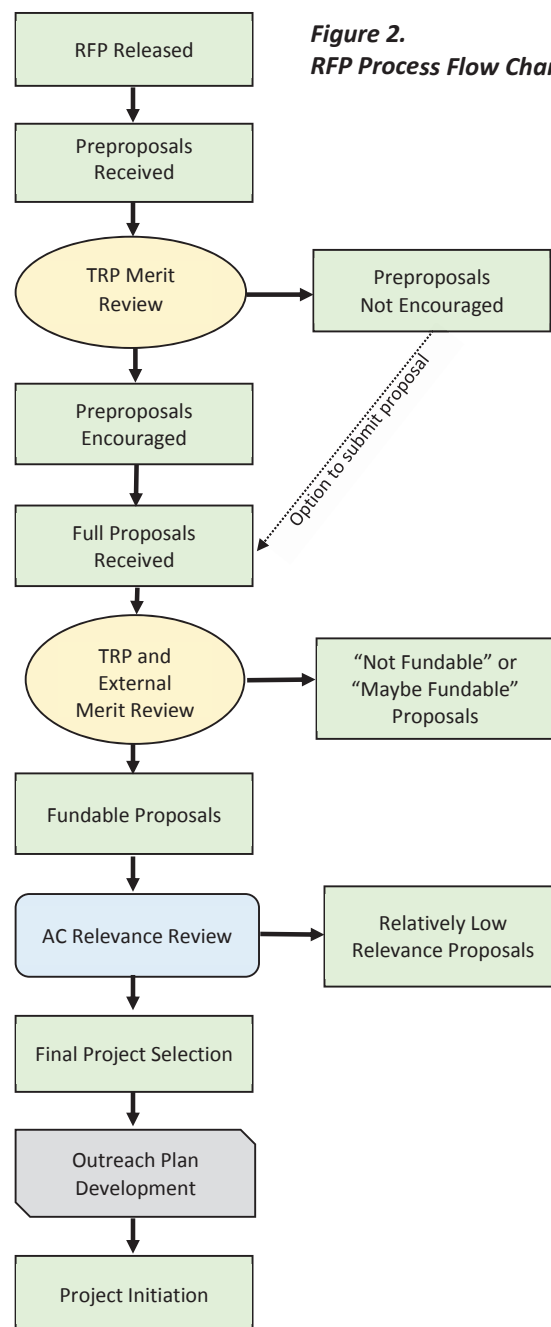 Figure 2.
RFP Process Flow Char
RFP Released
Preproposals
Received
TRP Merit
Review
Preproposals
Not Encouraged
Option to submit proposal
Preproposals
Encouraged
Full Proposals
Received
TRP and
External
Merit Review
“Not Fundable” or
“Maybe Fundable”
Proposals
Fundable Proposals
AC Relevance Review
Relatively Low
Relevance Proposals
Final Project Selection
Outreach Plan
Development
Project Initiation